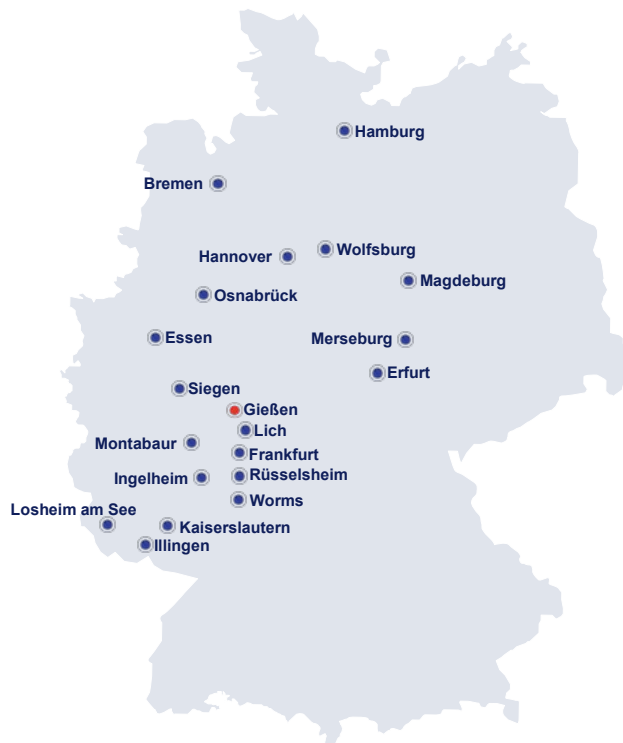 Hamburg
Bremen
Wolfsburg
Hannover
Magdeburg
Osnabrück
Essen
Merseburg
Erfurt
Siegen
Gießen
Lich
Montabaur
Frankfurt
Rüsselsheim
Ingelheim
Worms
Losheim am See
Kaiserslautern
Illingen